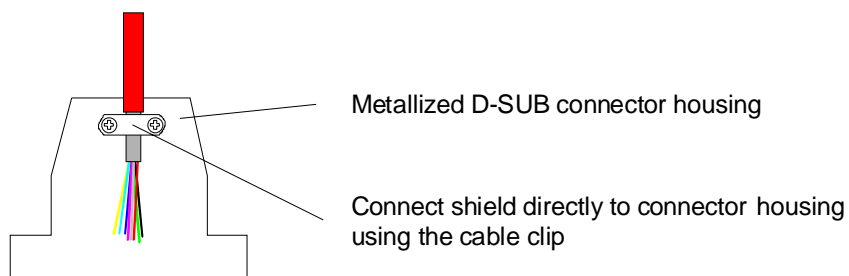 Metallized D-SUB connector housing
Connect shield directly to connector housing
using the cable clip